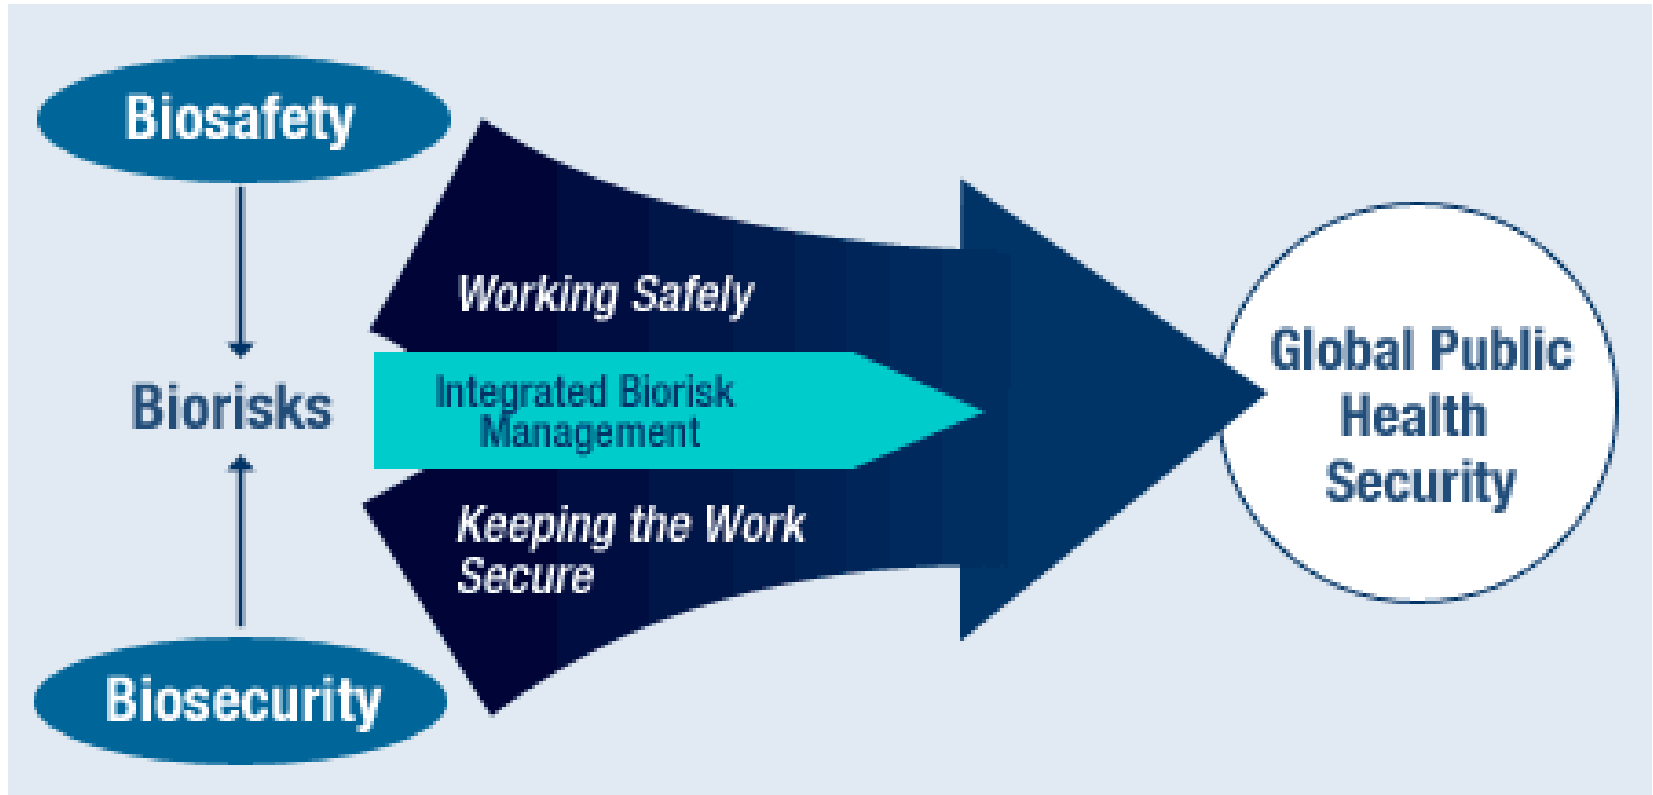 Biosafety
Working Safely
Biorisks
Integrated Biorisk
Management
Keeping the Work
Secure
Biosecurity
Global Public
Health
Security